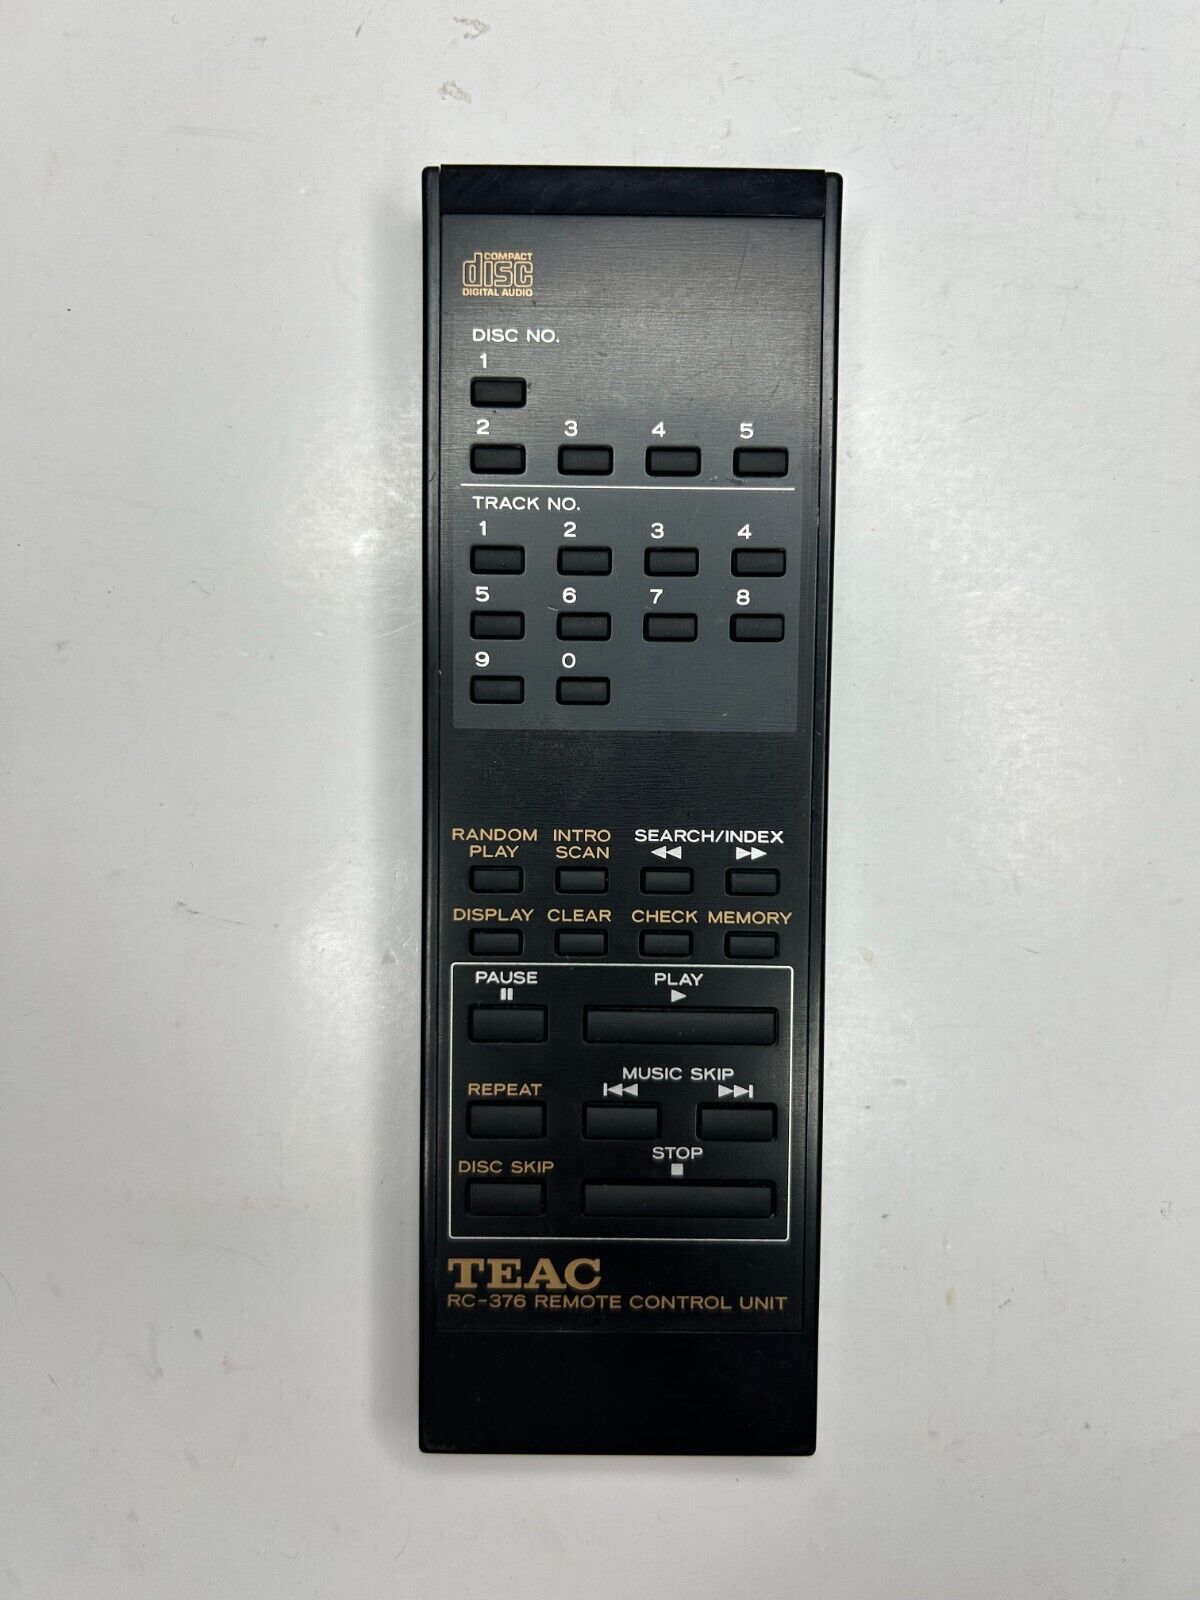 COMPACT
disc
DIGITAL AUDIO
DISC NO.
1
2 3 4 5
TRACK NO.
1 2 3 4
5 6 7 8
9 0
RANDOM PLAY
INTRO SCAN
SEARCH/INDEX
DISPLAY CLEAR CHECK MEMORY
PAUSE PLAY
MUSIC SKIP
REPEAT
STOP
DISC SKIP
TEAC
RC-376 REMOTE CONTROL UNIT